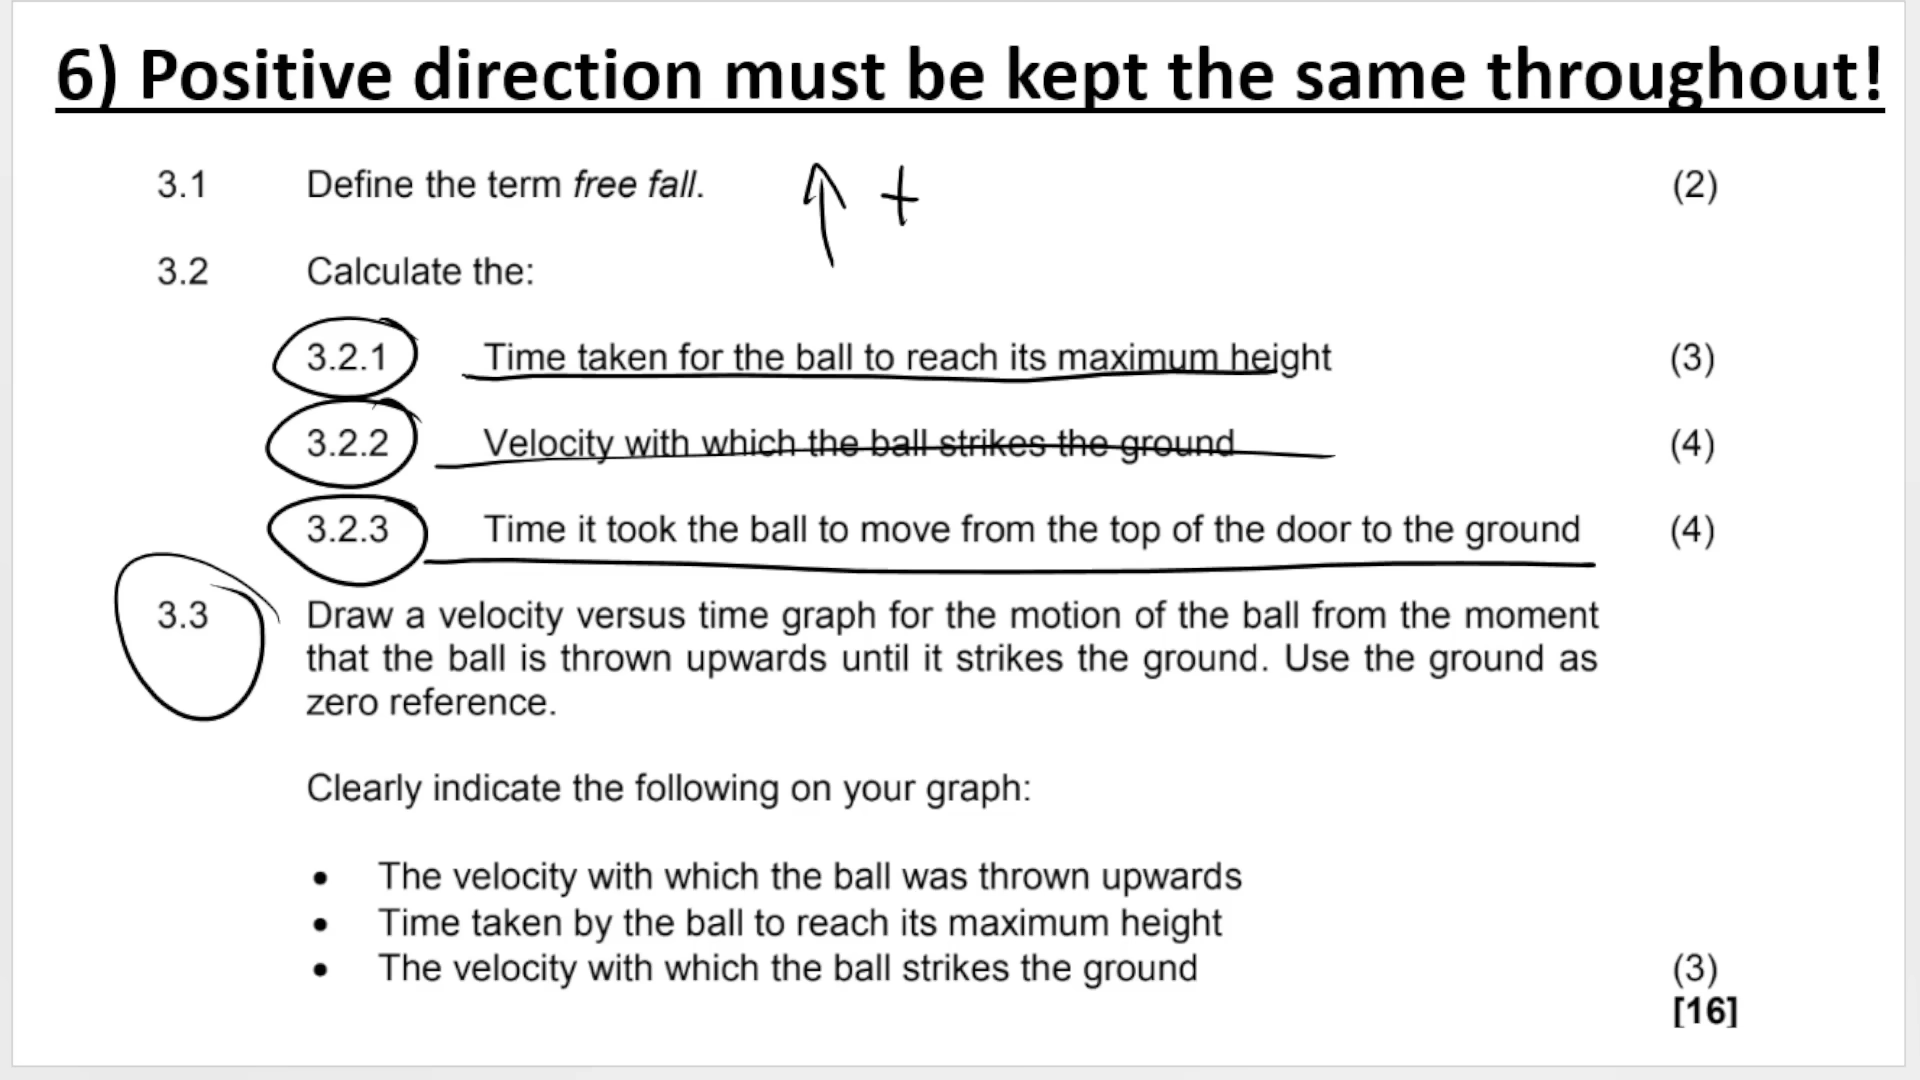 6) Positive direction must be kept the same throughout!
3.1 Define the term free fall. (2)
+
3.2 Calculate the:
3.2.1 Time taken for the ball to reach its maximum height (3)
3.2.2 Velocity with which the ball strikes the ground (4)
3.2.3 Time it took the ball to move from the top of the door to the ground (4)
3.3 Draw a velocity versus time graph for the motion of the ball from the moment
that the ball is thrown upwards until it strikes the ground. Use the ground as
zero reference.
Clearly indicate the following on your graph:
• The velocity with which the ball was thrown upwards
• Time taken by the ball to reach its maximum height
• The velocity with which the ball strikes the ground (3)
[16]